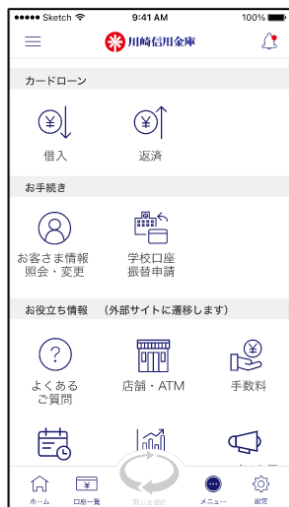 Sketch
9:41 AM
100%
川崎信用金庫
カードローン
借入
返済
お手続き
お客さま情報
照会・変更
学校口座
振替申請
お役立ち情報 (外部サイトに遷移します)
よくある
ご質問
店舗・ATM
手数料
ホーム
口座一覧
メニュー
設定